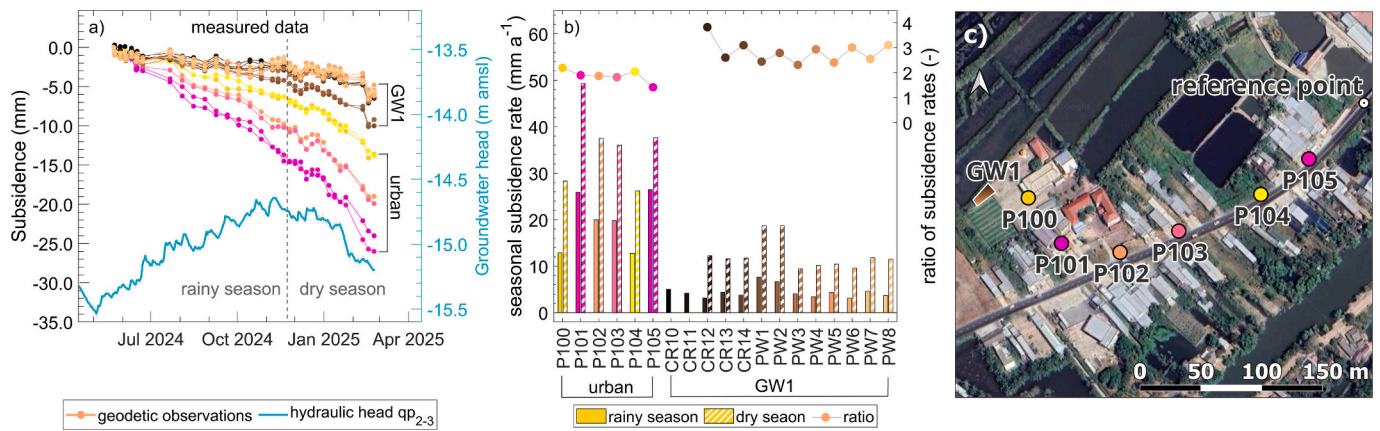 a)
measured data
Subsidence (mm)
0.0
-5.0
-10.0
-15.0
-20.0
-25.0
-30.0
-35.0
Groundwater head (m amsl)
-13.5
-14.0
-14.5
-15.0
-15.5
GW1
urban
rainy season
dry season
Jul 2024
Oct 2024
Jan 2025
Apr 2025
geodetic observations
hydraulic head qp2-3
b)
seasonal subsidence rate (mm a-1)
60
50
40
30
20
10
0
ratio of subsidence rates (-)
4
3
2
1
0
P100
P101
P102
P103
P104
P105
CR10
CR11
CR12
CR13
CR14
PW1
PW2
PW3
PW4
PW5
PW6
PW7
PW8
urban
GW1
rainy season
dry seaon
ratio
c)
reference point
GW1
P100
P101
P102
P103
P104
P105
0
50
100
150 m